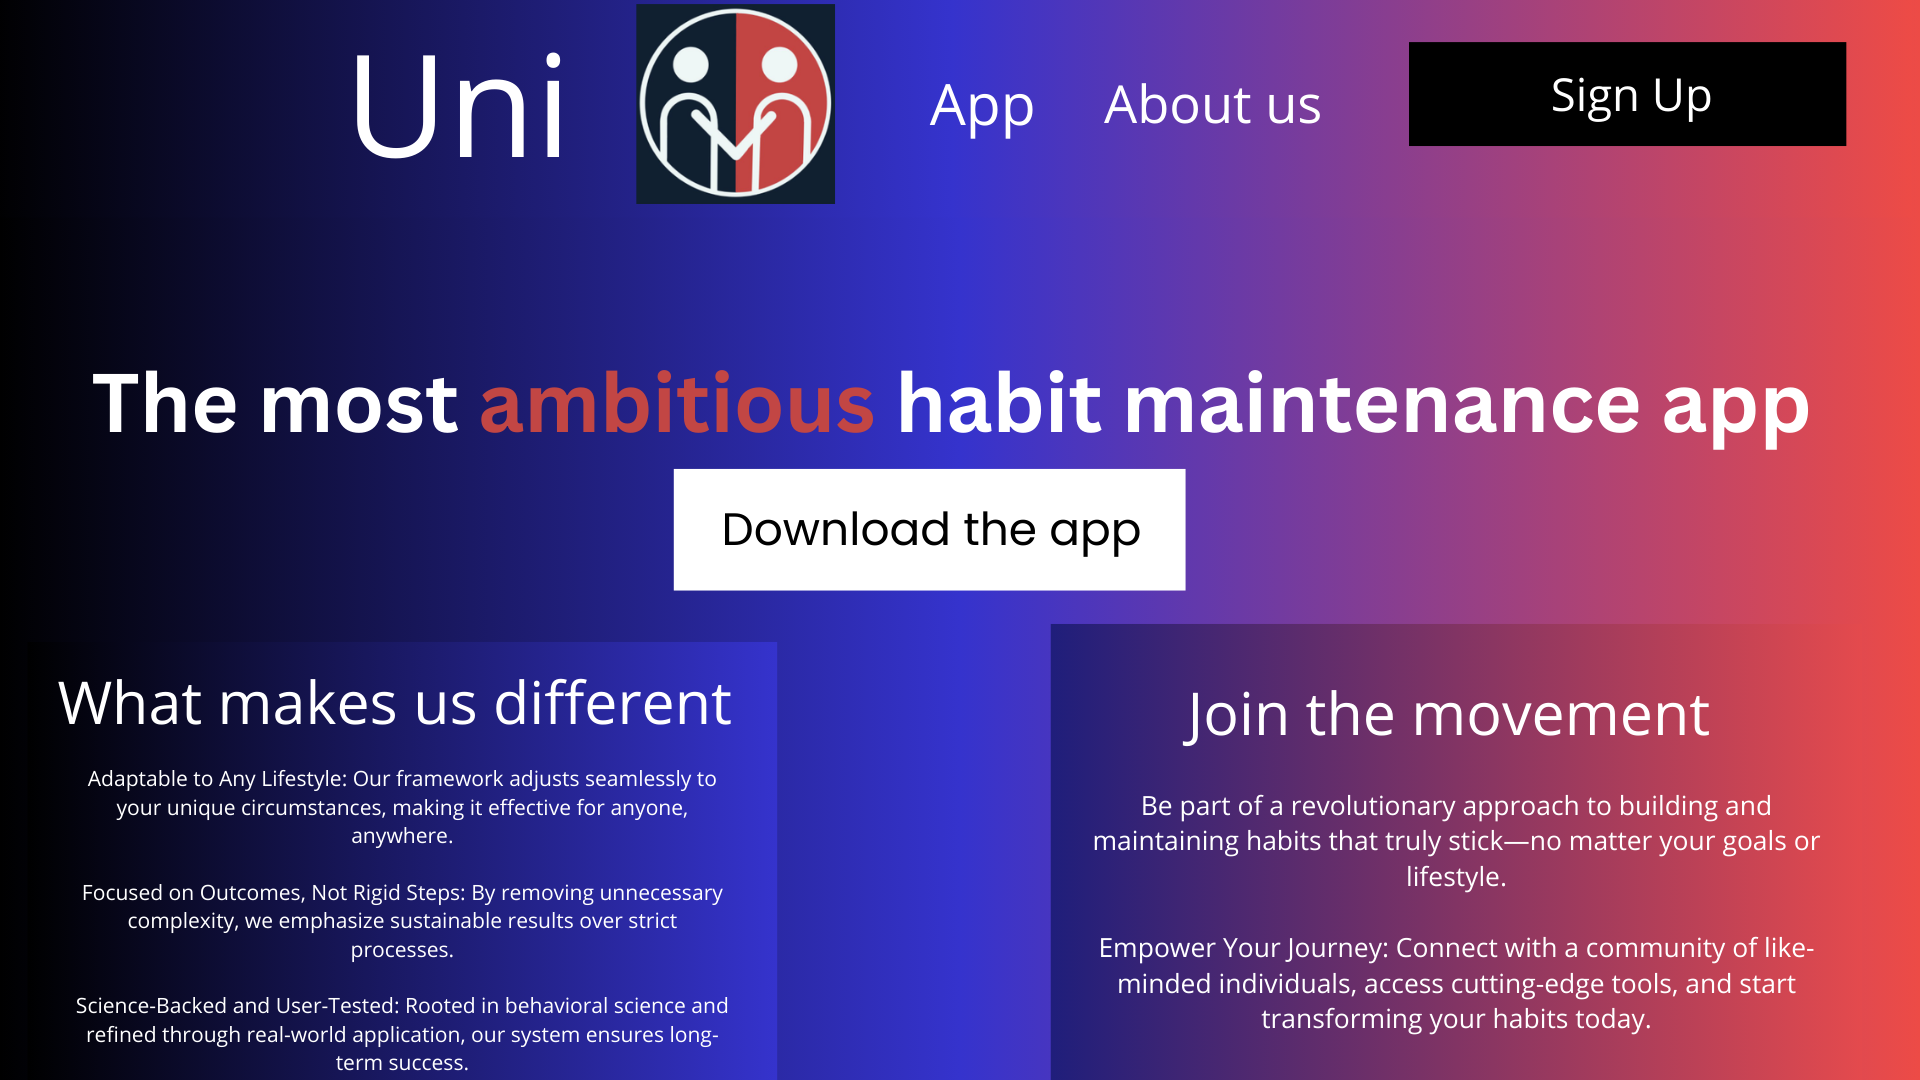 Uni
App
About us
Sign Up
The most ambitious habit maintenance app
Download the app
What makes us different
Adaptable to Any Lifestyle: Our framework adjusts seamlessly to
your unique circumstances, making it effective for anyone,
anywhere.
Focused on Outcomes, Not Rigid Steps: By removing unnecessary
complexity, we emphasize sustainable results over strict
processes.
Science-Backed and User-Tested: Rooted in behavioral science and
refined through real-world application, our system ensures long-
term success.
Join the movement
Be part of a revolutionary approach to building and
maintaining habits that truly stick—no matter your goals or
lifestyle.
Empower Your Journey: Connect with a community of like-
minded individuals, access cutting-edge tools, and start
transforming your habits today.